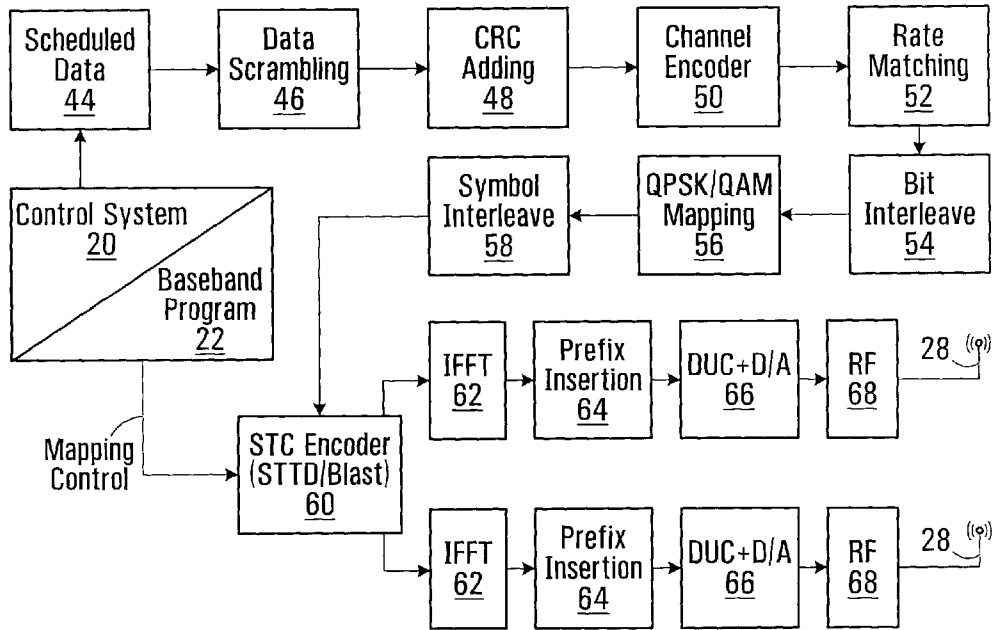 Scheduled
Data
44
Data
Scrambling
46
CRC
Adding
48
Channel
Encoder
50
Rate
Matching
52
Control System
20
Baseband
Program
22
Symbol
Interleave
58
QPSK/QAM
Mapping
56
Bit
Interleave
54
Mapping
Control
STC Encoder
(STTD/Blast)
60
IFFT
62
Prefix
Insertion
64
DUC+D/A
66
RF
68
28
IFFT
62
Prefix
Insertion
64
DUC+D/A
66
RF
68
28